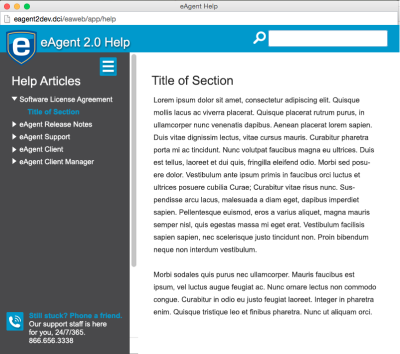 eAgent Help
eagent2dev.dci/easweb/app/help
e eAgent 2.0 Help
Help Articles
Software License Agreement
Title of Section
eAgent Release Notes
eAgent Support
eAgent Client
eAgent Client Manager
Still stuck? Phone a friend.
Our support staff is here
for you, 24/7/365.
866.656.3338
Title of Section
Lorem ipsum dolor sit amet, consectetur adipiscing elit. Quisque
mollis lacus ac viverra placerat. Quisque placerat rutrum purus, in
ullamcorper nunc venenatis dapibus. Aenean placerat lorem sapien.
Duis vitae dignissim lectus, vitae cursus mauris. Curabitur pharetra
porta mi ac tincidunt. Nunc volutpat faucibus magna eu ultrices. Duis
est tellus, laoreet et dui quis, fringilla eleifend odio. Morbi sed posu-
ere dolor. Vestibulum ante ipsum primis in faucibus orci luctus et
ultrices posuere cubilia Curae; Curabitur vitae risus nunc. Sus-
pendisse arcu lacus, malesuada a diam eget, dapibus imperdiet
sapien. Pellentesque euismod, eros a varius aliquet, magna mauris
semper nisl, quis egestas massa mi eget erat. Vestibulum facilisis
sapien sapien, nec scelerisque justo tincidunt non. Proin bibendum
neque non interdum vestibulum.
Morbi sodales quis purus nec ullamcorper. Mauris faucibus est
ipsum, vel luctus augue feugiat ac. Nunc ornare lectus non commodo
congue. Curabitur in odio eu justo feugiat laoreet. Integer in pharetra
enim. Quisque tristique leo et finibus pharetra. Nunc ut aliquam orci.